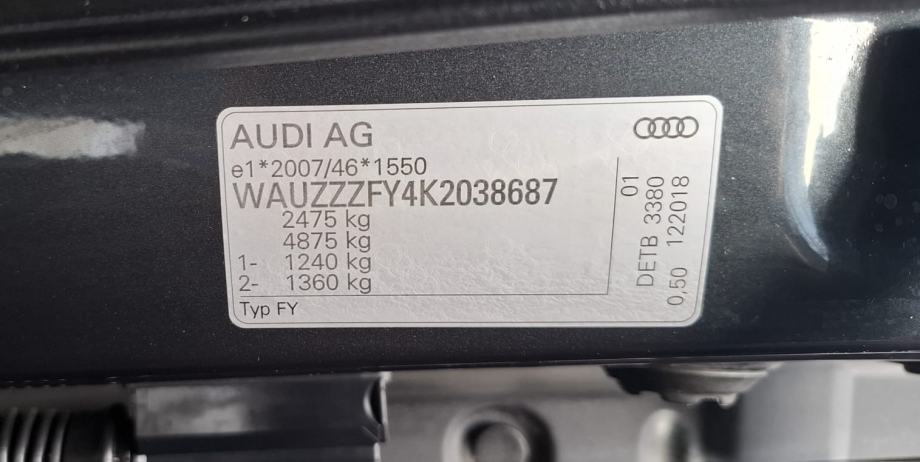 AUDI AG
e1*2007/46*1550
WAUZZZFY4K2038687
2475 kg
4875 kg
1- 1240 kg
2- 1360 kg
Typ FY
01
DETB 3380
0,50 122018